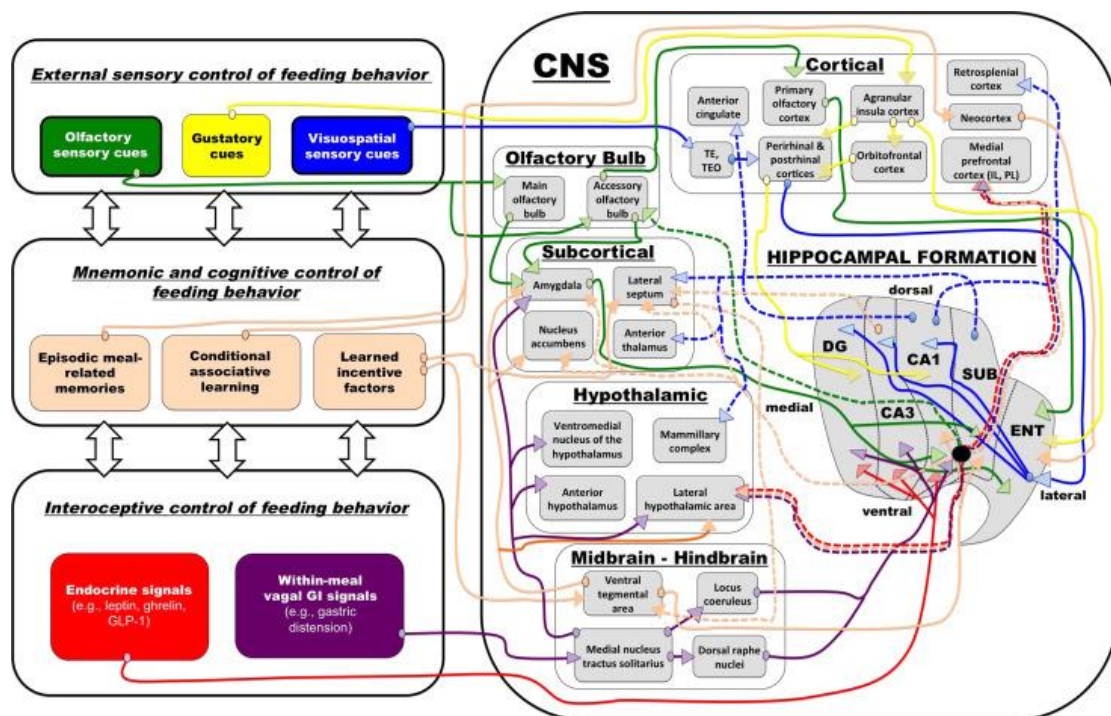 External sensory control of feeding behavior
Olfactory
sensory cues
Gustatory
cues
Visuospatial
sensory cues
Mnemonic and cognitive control of
feeding behavior
Episodic meal-
related
memories
Conditional
associative
learning
Learned
incentive
factors
Interoceptive control of feeding behavior
Endocrine signals
(e.g., leptin, ghrelin,
GLP-1)
Within-meal
vagal GI signals
(e.g., gastric
distension)
CNS
Cortical
Anterior
cingulate
Primary
olfactory
cortex
Agranular
insula cortex
Retrosplenial
cortex
Neocortex
TE,
TEO
Perirhinal &
postrhinal
cortices
Orbitofrontal
cortex
Medial
prefrontal
cortex (IL, PL)
Olfactory Bulb
Main
olfactory
bulb
Accessory
olfactory
bulb
Subcortical
Amygdala
Lateral
septum
Nucleus
accumbens
Anterior
thalamus
Hypothalamic
Ventromedial
nucleus of the
hypothalamus
Mammillary
complex
Anterior
hypothalamus
Lateral
hypothalamic area
Midbrain - Hindbrain
Ventral
tegmental
area
Locus
coeruleus
Medial nucleus
tractus solitarius
Dorsal raphe
nuclei
HIPPOCAMPAL FORMATION
dorsal
DG
CA1
SUB
medial
CA3
ENT
lateral
ventral